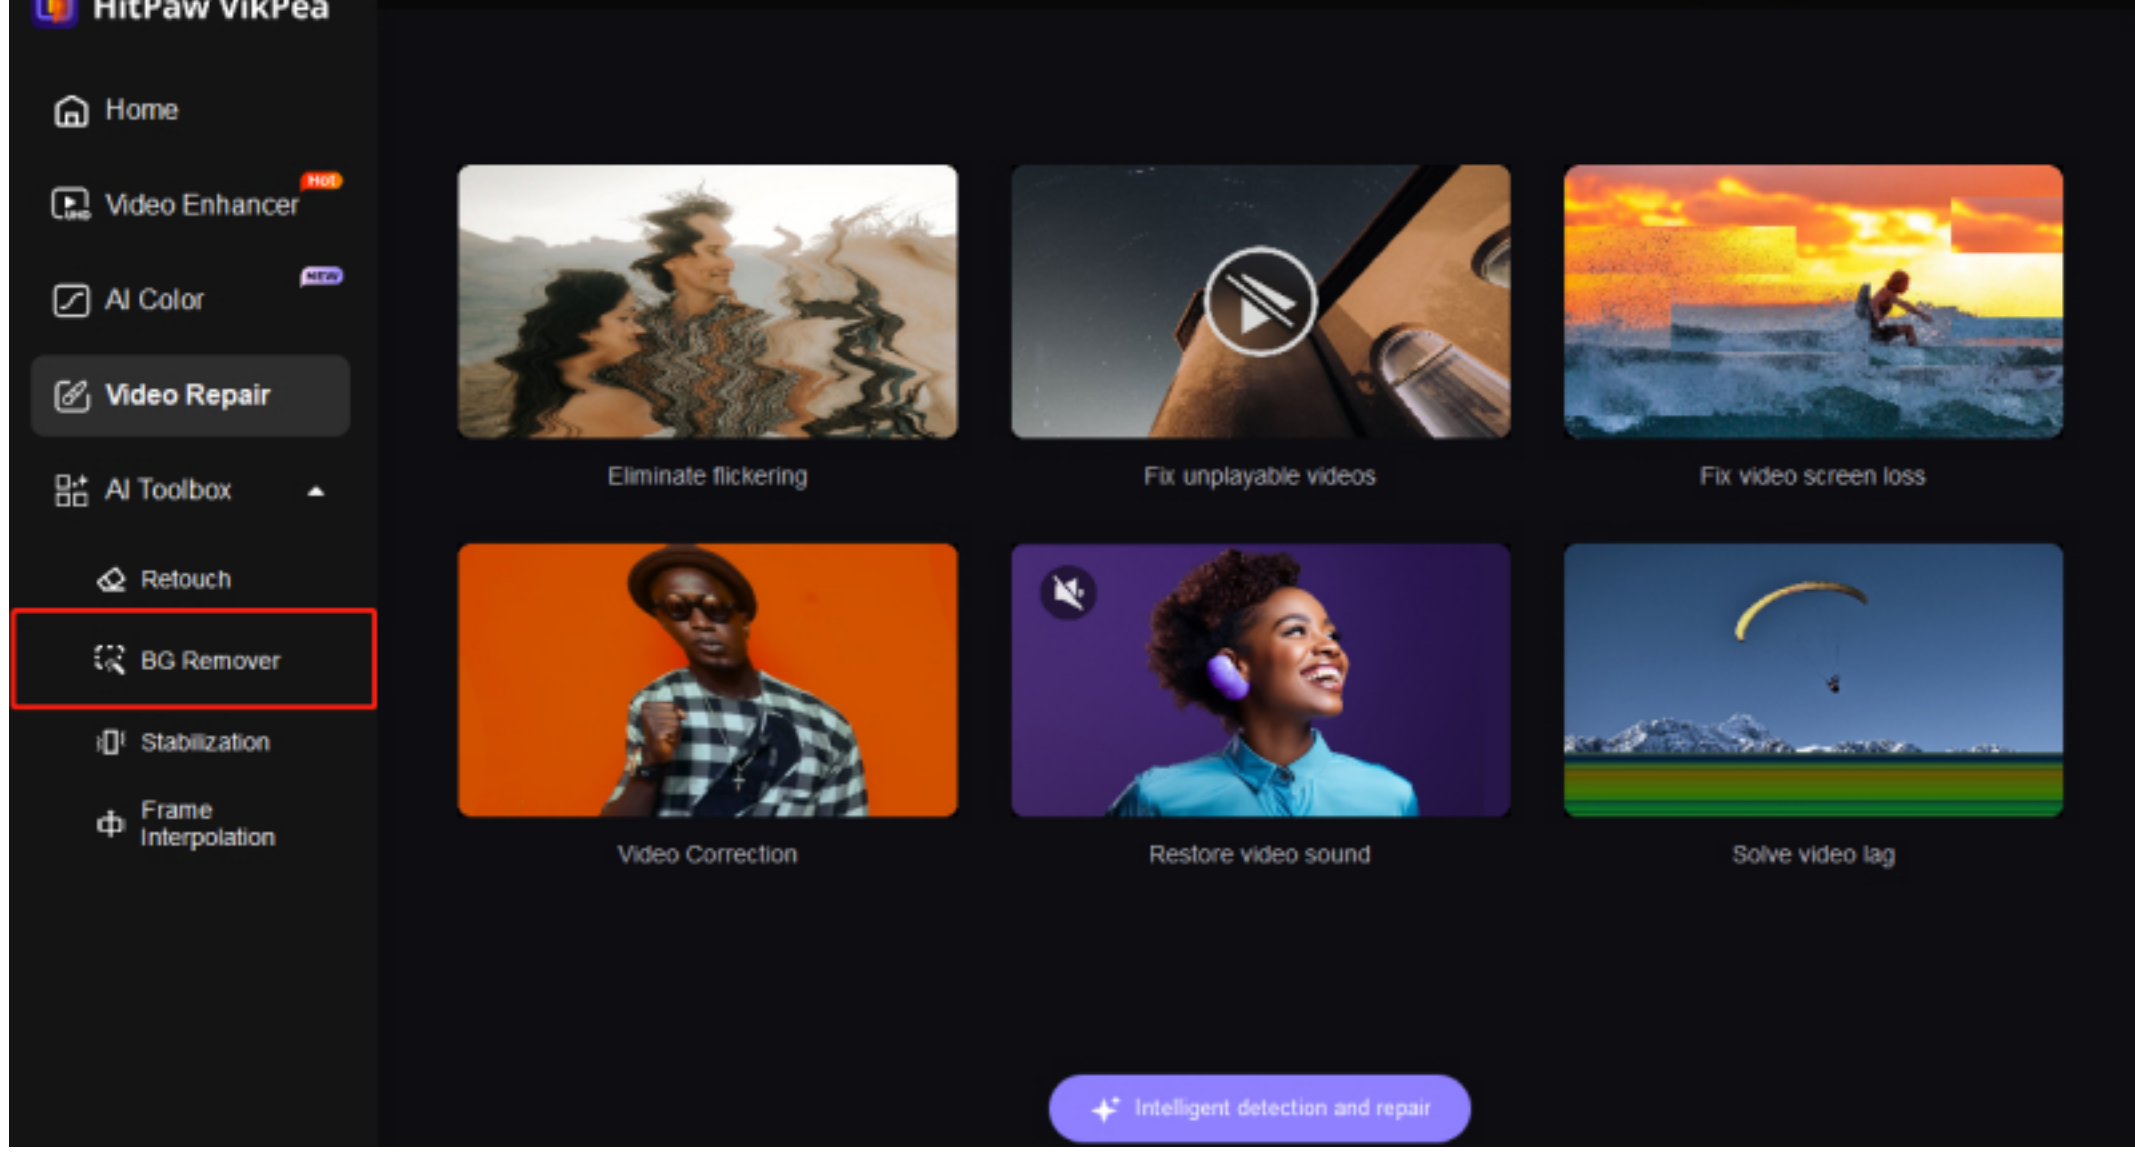 HitPaw VikPea
Home
Video Enhancer
Hot
AI Color
NEW
Video Repair
AI Toolbox
Retouch
BG Remover
Stabilization
Frame
Interpolation
Eliminate flickering
Fix unplayable videos
Fix video screen loss
Video Correction
Restore video sound
Solve video lag
Intelligent detection and repair